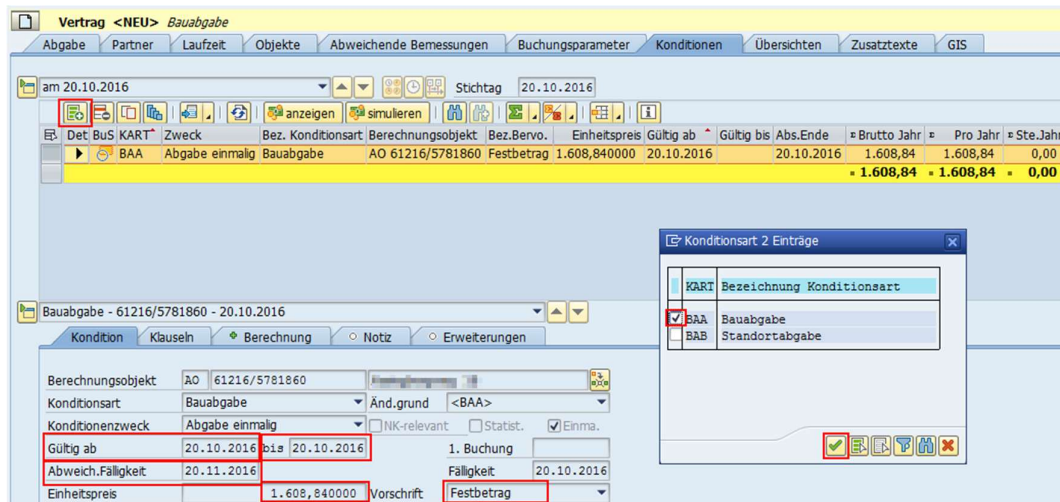 Vertrag <NEU> Bauabgabe
Abgabe Partner Laufzeit Objekte Abweichende Bemessungen Buchungsparameter Konditionen Übersichten Zusatztexte GIS
am 20.10.2016 Stichtag 20.10.2016
anzeigen simulieren
Det BuS KART Zweck Bez. Konditionsart Berechnungsobjekt Bez.Bervo. Einheitspreis Gültig ab Gültig bis Abs.Ende Brutto Jahr Pro Jahr Ste.Jahr
BAA Abgabe einmalig Bauabgabe AO 61216/5781860 Festbetrag 1.608,840000 20.10.2016 20.10.2016 1.608,84 1.608,84 0,00
1.608,84 1.608,84 0,00
Konditionsart 2 Einträge
KART Bezeichnung Konditionsart
BAA Bauabgabe
BAB Standortabgabe
Bauabgabe - 61216/5781860 - 20.10.2016
Kondition Klauseln Berechnung Notiz Erweiterungen
Berechnungsobjekt AO 61216/5781860
Konditionsart Bauabgabe Änd.grund <BAA>
Konditionenzweck Abgabe einmalig NK-relevant Statist. Einma.
Gültig ab 20.10.2016 bis 20.10.2016 1. Buchung
Abweich.Fälligkeit 20.11.2016 Fälligkeit 20.10.2016
Einheitspreis 1.608,840000 Vorschrift Festbetrag